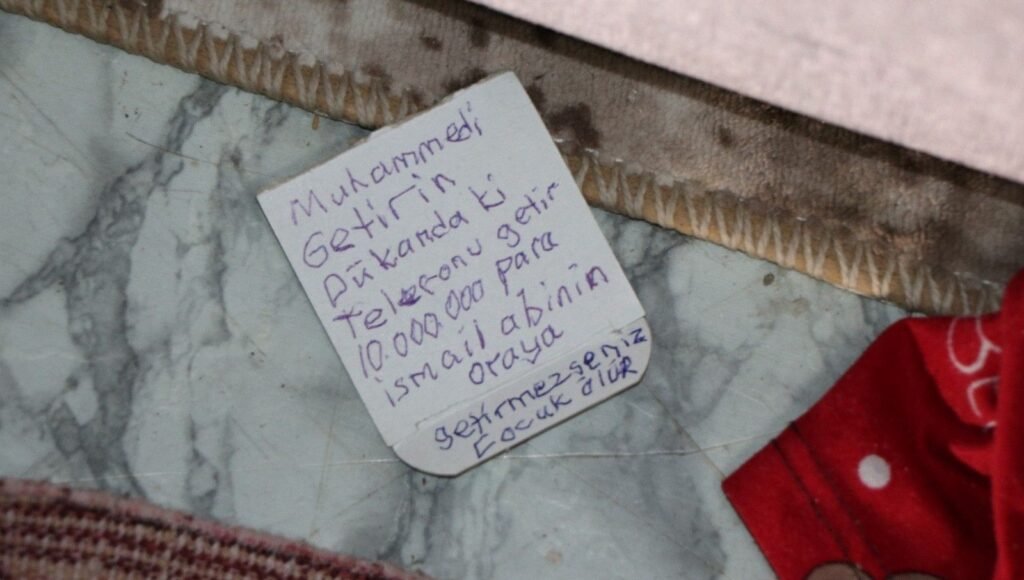 Muhammedi
Getirin
Dükanda ki
Telefonu getir
10.000.000 para
ismail abinin
oraya
getirmezseniz
Çocuk ölür